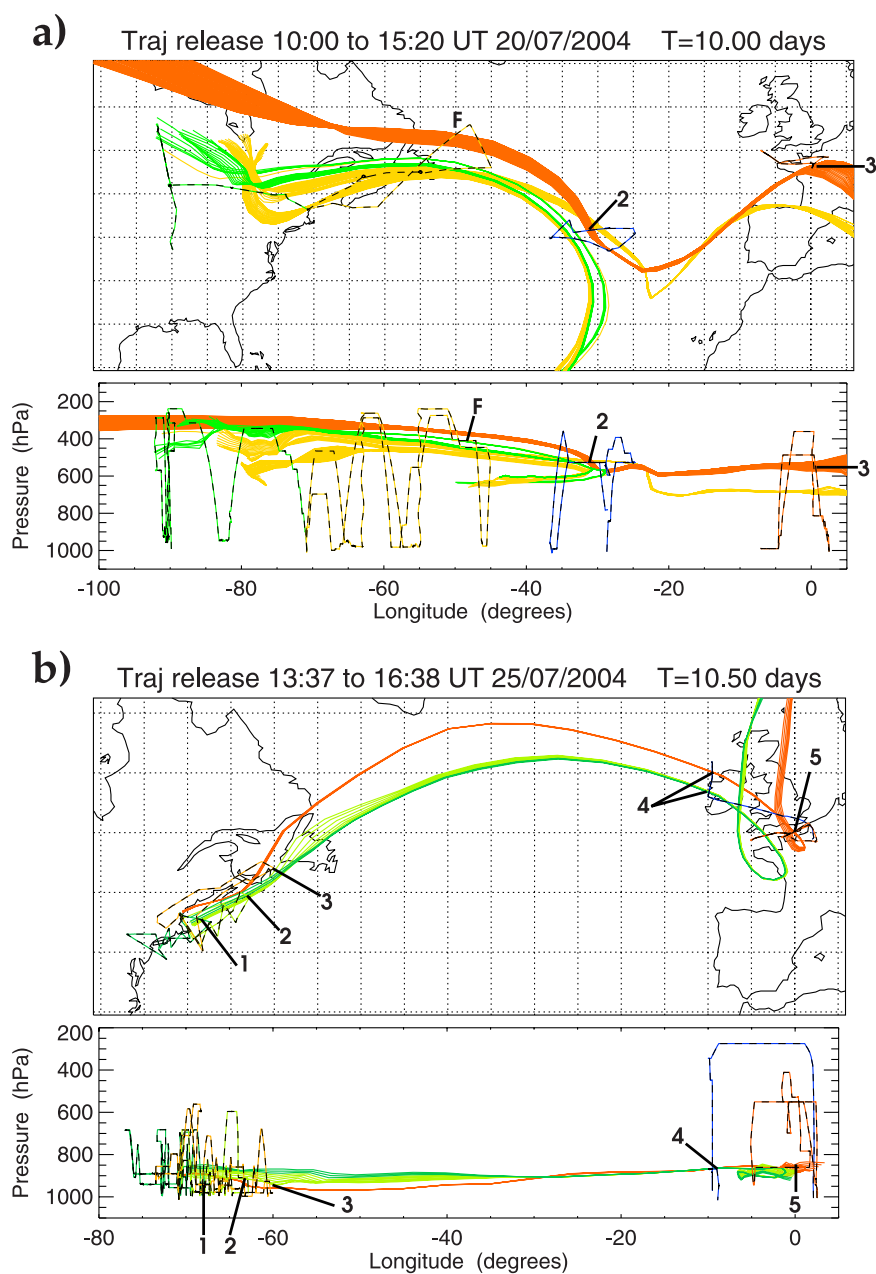 a)
Traj release 10:00 to 15:20 UT 20/07/2004 T=10.00 days
F
2
3
200
400
600
800
1000
Pressure (hPa)
F
2
3
-100 -80 -60 -40 -20 0
Longitude (degrees)
b)
Traj release 13:37 to 16:38 UT 25/07/2004 T=10.50 days
5
4
3
2
1
200
400
600
800
1000
Pressure (hPa)
4
3
5
1 2
-80 -60 -40 -20 0
Longitude (degrees)